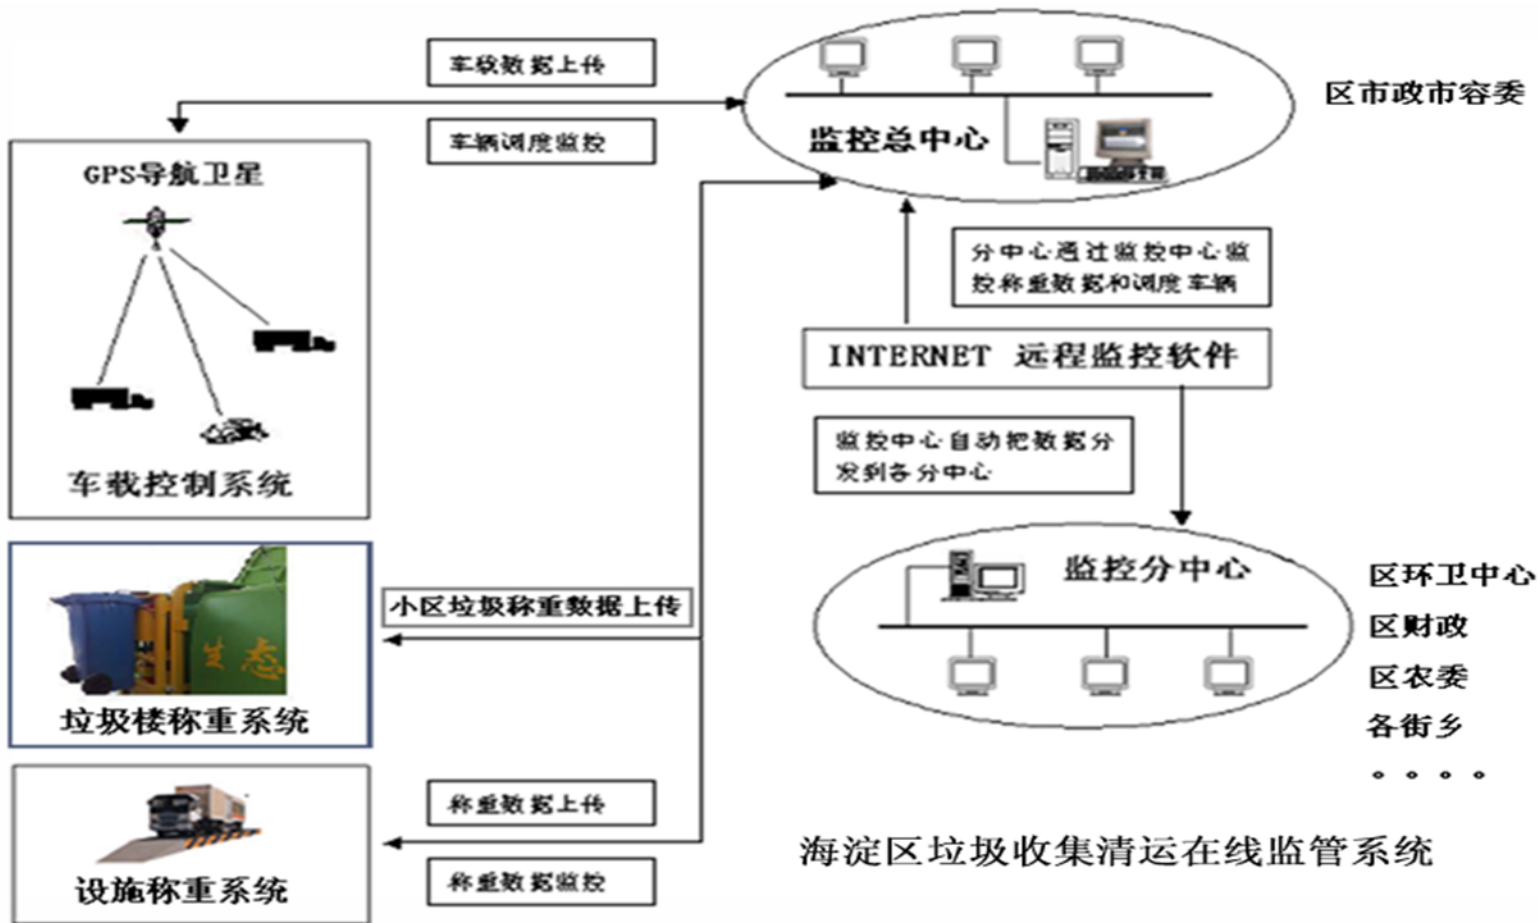 车载数据上传
区市政市容委
车辆调度监控
监控总中心
GPS导航卫星
分中心通过监控中心监
控称重数据和调度车辆
INTERNET 远程监控软件
监控中心自动把数据分
发到各分中心
车载控制系统
监控分中心
区环卫中心
小区垃圾称重数据上传
区财政
生态
区农委
垃圾楼称重系统
各街乡
。。。。
称重数据上传
海淀区垃圾收集清运在线监管系统
设施称重系统
称重数据监控